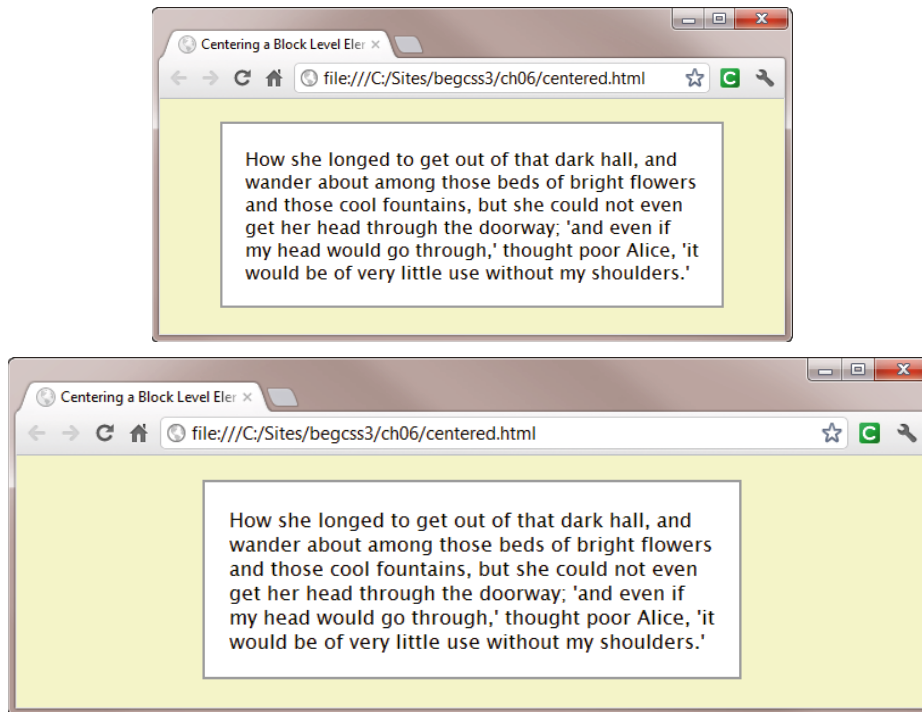 Centering a Block Level Eler
file:///C:/Sites/begcss3/ch06/centered.html
C
How she longed to get out of that dark hall, and
wander about among those beds of bright flowers
and those cool fountains, but she could not even
get her head through the doorway; 'and even if
my head would go through,' thought poor Alice, 'it
would be of very little use without my shoulders.'
Centering a Block Level Eler
file:///C:/Sites/begcss3/ch06/centered.html
C
How she longed to get out of that dark hall, and
wander about among those beds of bright flowers
and those cool fountains, but she could not even
get her head through the doorway; 'and even if
my head would go through,' thought poor Alice, 'it
would be of very little use without my shoulders.'